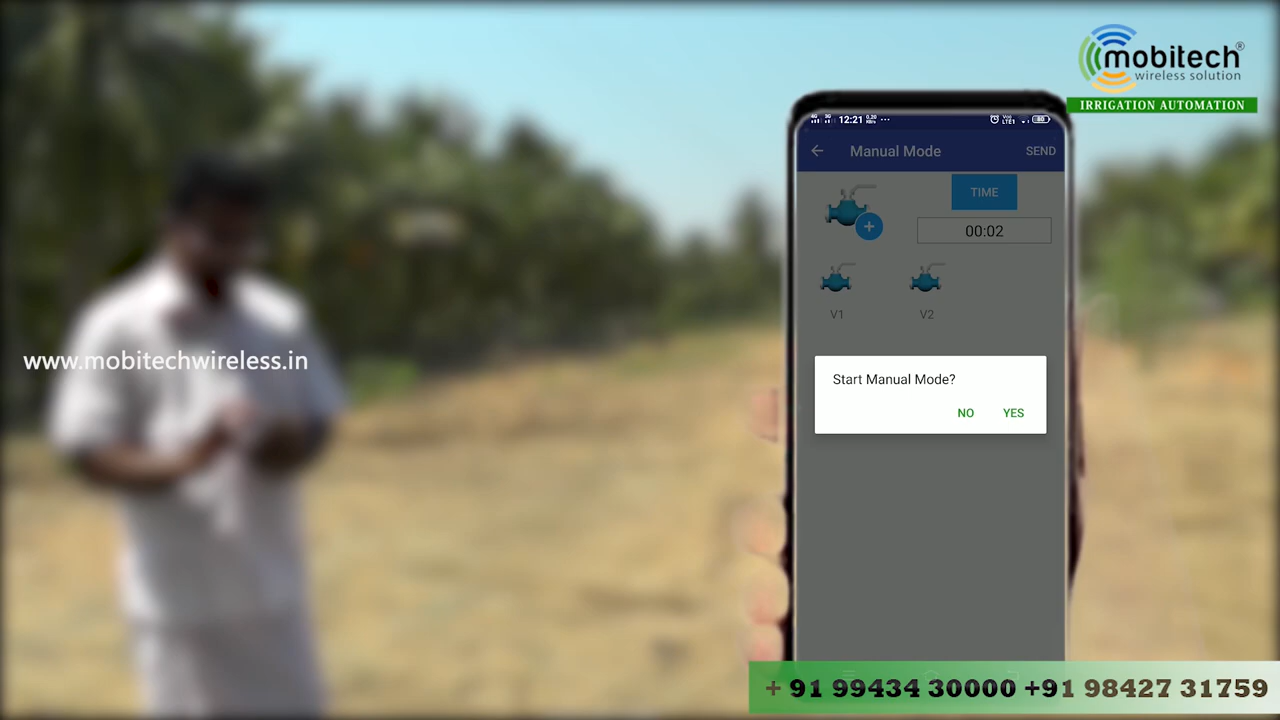 mobitech®
wireless solution
IRRIGATION AUTOMATION
12:21
Manual Mode
SEND
TIME
00:02
V1
V2
www.mobitechwireless.in
Start Manual Mode?
NO
YES
+ 91 99434 30000 +91 98427 31759